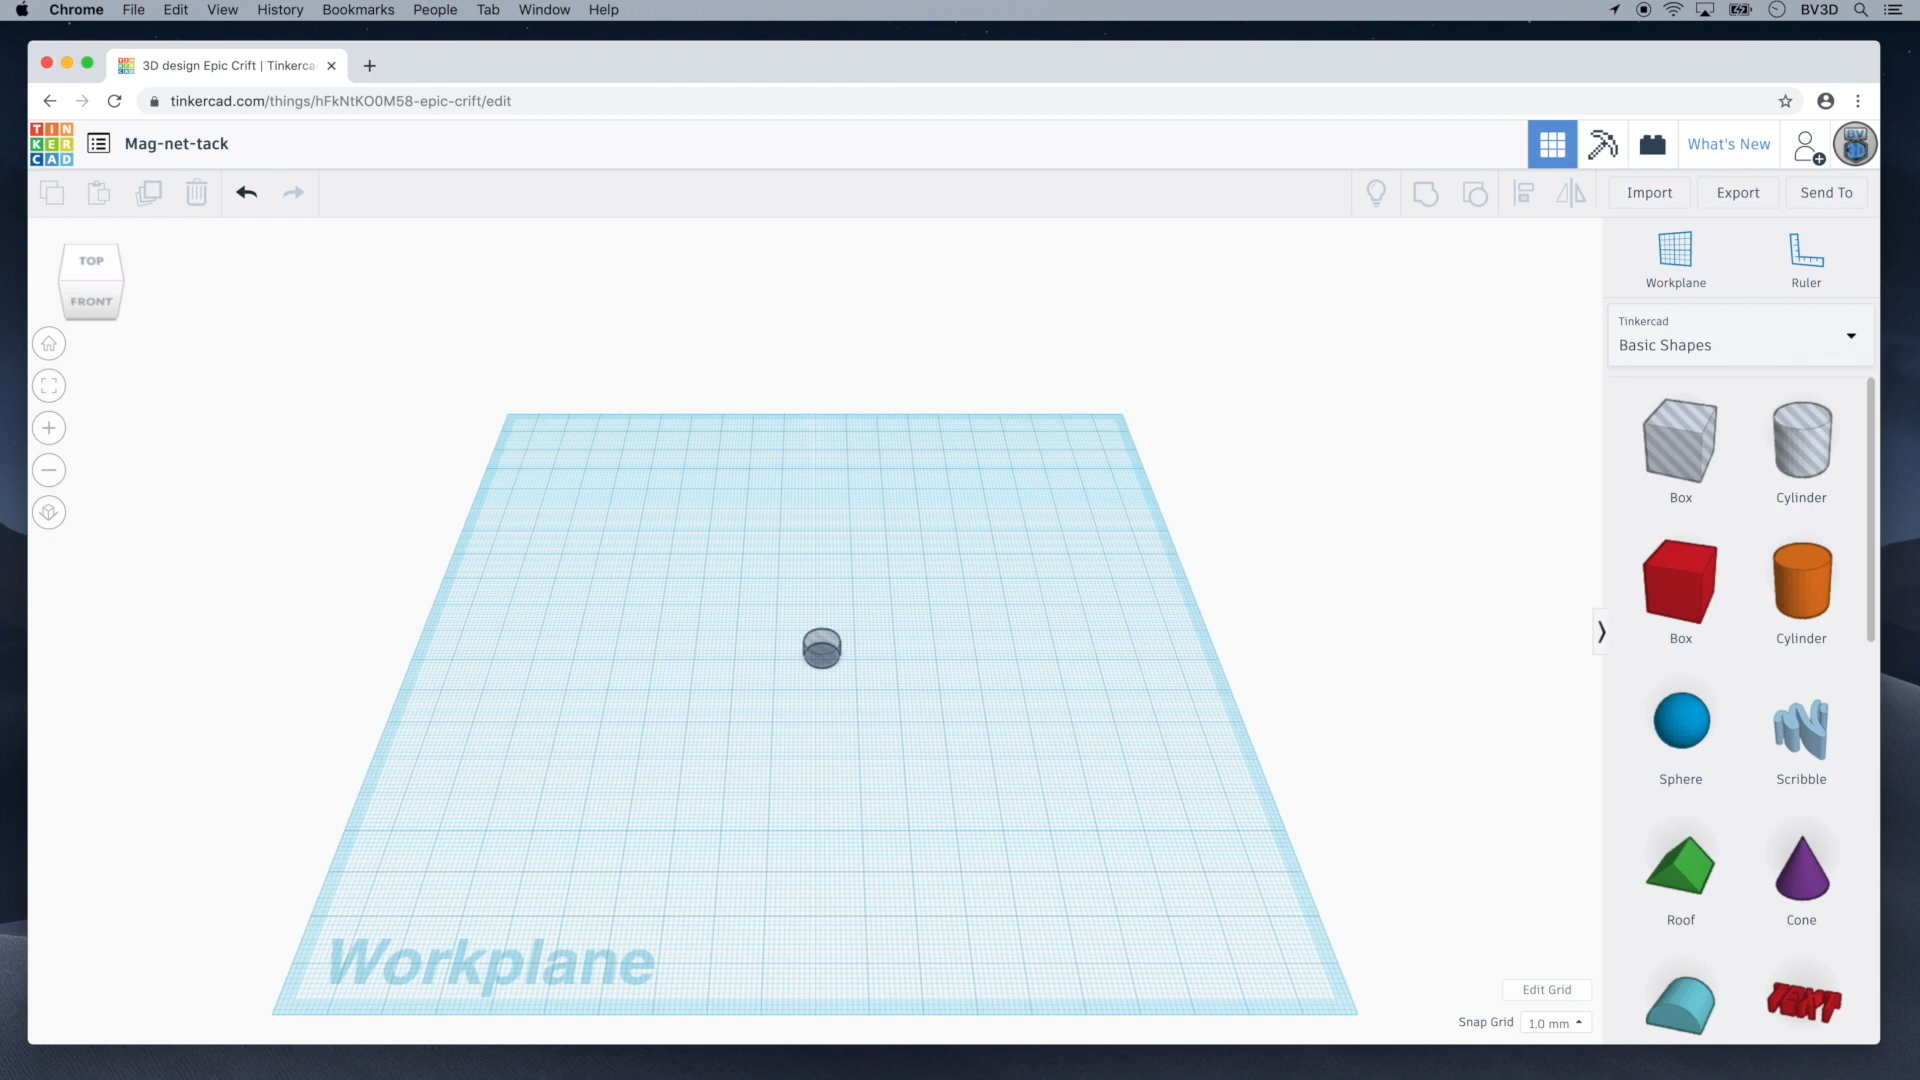 Chrome File Edit View History Bookmarks People Tab Window Help BV3D
3D design Epic Crift | Tinkerca
tinkercad.com/things/hFkNtKO0M58-epic-crift/edit
TIN
KER
CAD
Mag-net-tack
What's New
Import Export Send To
TOP
FRONT
Workplane Ruler
Tinkercad
Basic Shapes
Box Cylinder
Box Cylinder
Sphere Scribble
Roof Cone
TEXT
Workplane
Edit Grid
Snap Grid 1.0 mm